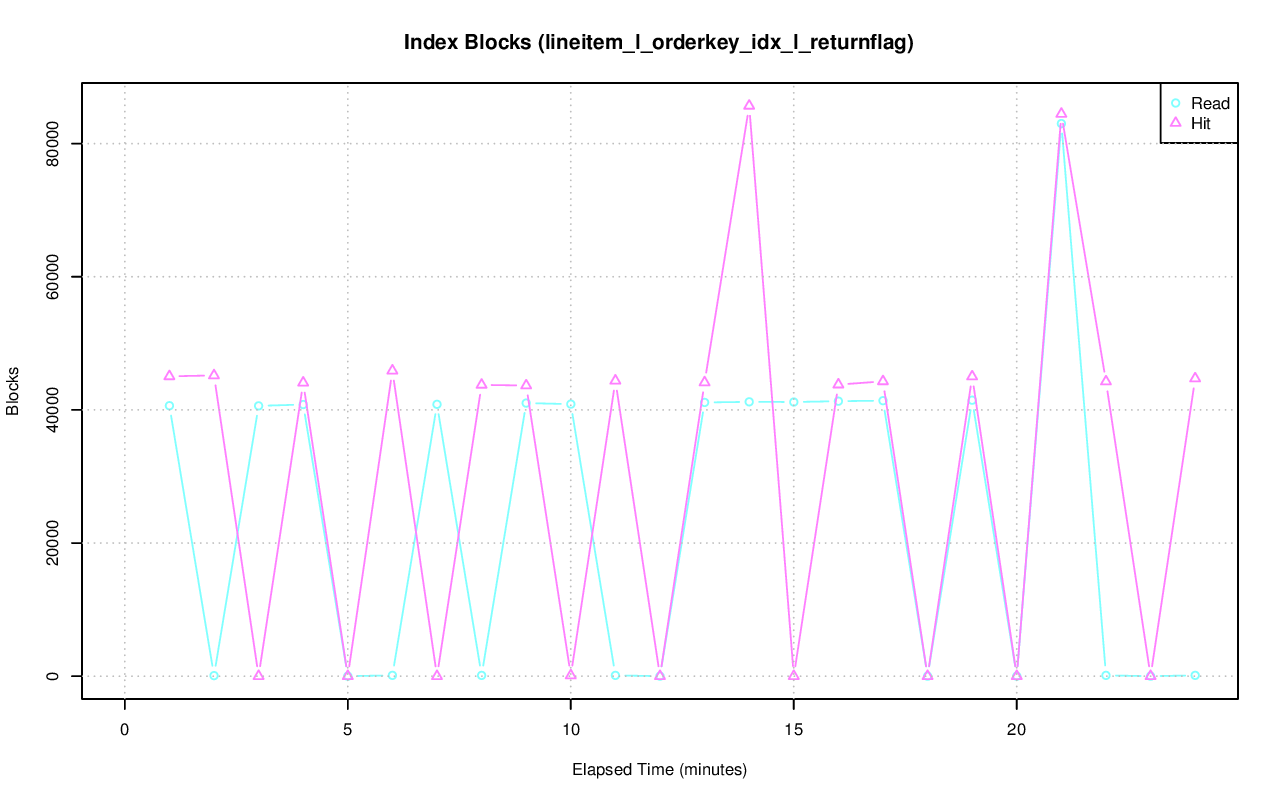 Index Blocks (lineitem_l_orderkey_idx_l_returnflag)
Read
Hit
80000
60000
40000
20000
0
Blocks
0 5 10 15 20
Elapsed Time (minutes)